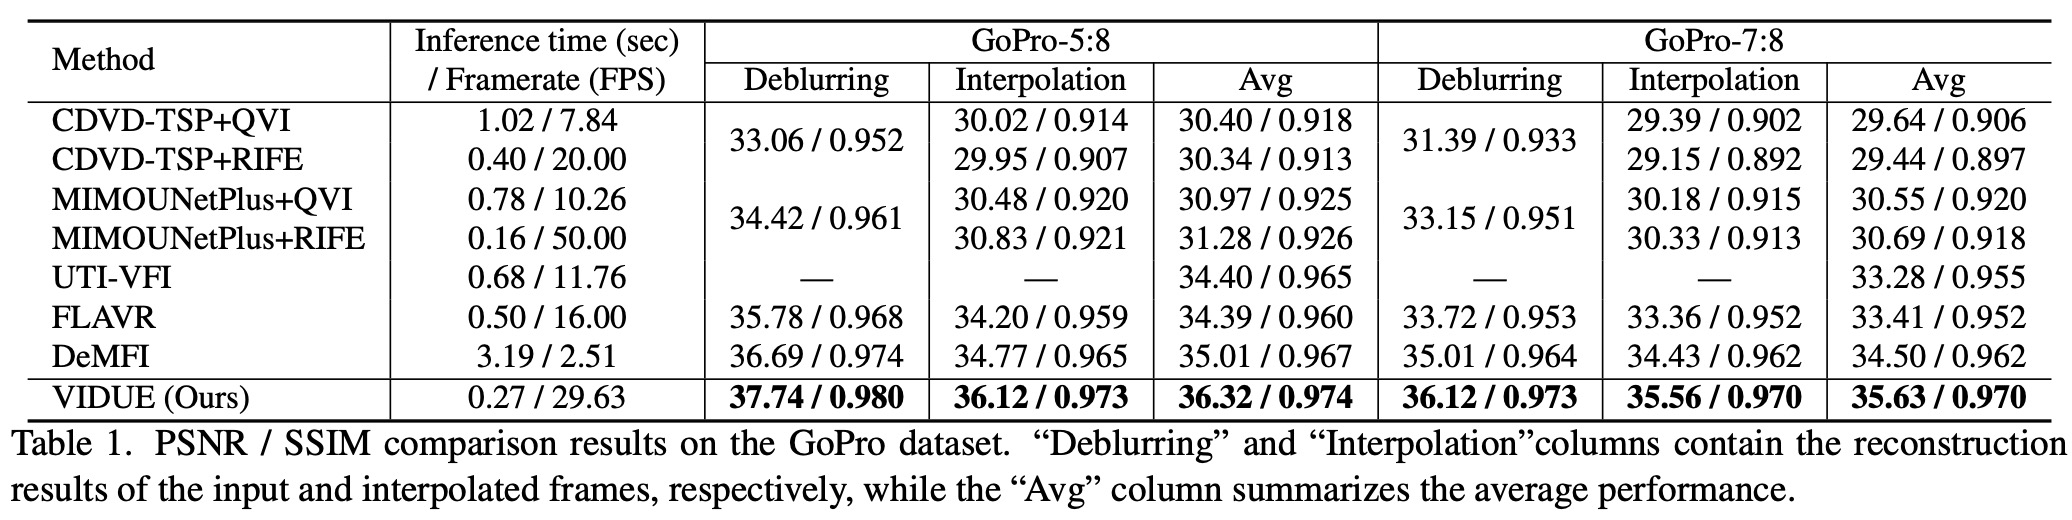 Method Inference time (sec) / Framerate (FPS) GoPro-5:8 GoPro-7:8
Deblurring Interpolation Avg Deblurring Interpolation Avg
CDVD-TSP+QVI 1.02 / 7.84 33.06 / 0.952 30.02 / 0.914 30.40 / 0.918 31.39 / 0.933 29.39 / 0.902 29.64 / 0.906
CDVD-TSP+RIFE 0.40 / 20.00 29.95 / 0.907 30.34 / 0.913 29.15 / 0.892 29.44 / 0.897
MIMOUNetPlus+QVI 0.78 / 10.26 34.42 / 0.961 30.48 / 0.920 30.97 / 0.925 33.15 / 0.951 30.18 / 0.915 30.55 / 0.920
MIMOUNetPlus+RIFE 0.16 / 50.00 30.83 / 0.921 31.28 / 0.926 30.33 / 0.913 30.69 / 0.918
UTI-VFI 0.68 / 11.76 — — 34.40 / 0.965 — — 33.28 / 0.955
FLAVR 0.50 / 16.00 35.78 / 0.968 34.20 / 0.959 34.39 / 0.960 33.72 / 0.953 33.36 / 0.952 33.41 / 0.952
DeMFI 3.19 / 2.51 36.69 / 0.974 34.77 / 0.965 35.01 / 0.967 35.01 / 0.964 34.43 / 0.962 34.50 / 0.962
VIDUE (Ours) 0.27 / 29.63 37.74 / 0.980 36.12 / 0.973 36.32 / 0.974 36.12 / 0.973 35.56 / 0.970 35.63 / 0.970
Table 1. PSNR / SSIM comparison results on the GoPro dataset. “Deblurring” and “Interpolation”columns contain the reconstruction
results of the input and interpolated frames, respectively, while the “Avg” column summarizes the average performance.